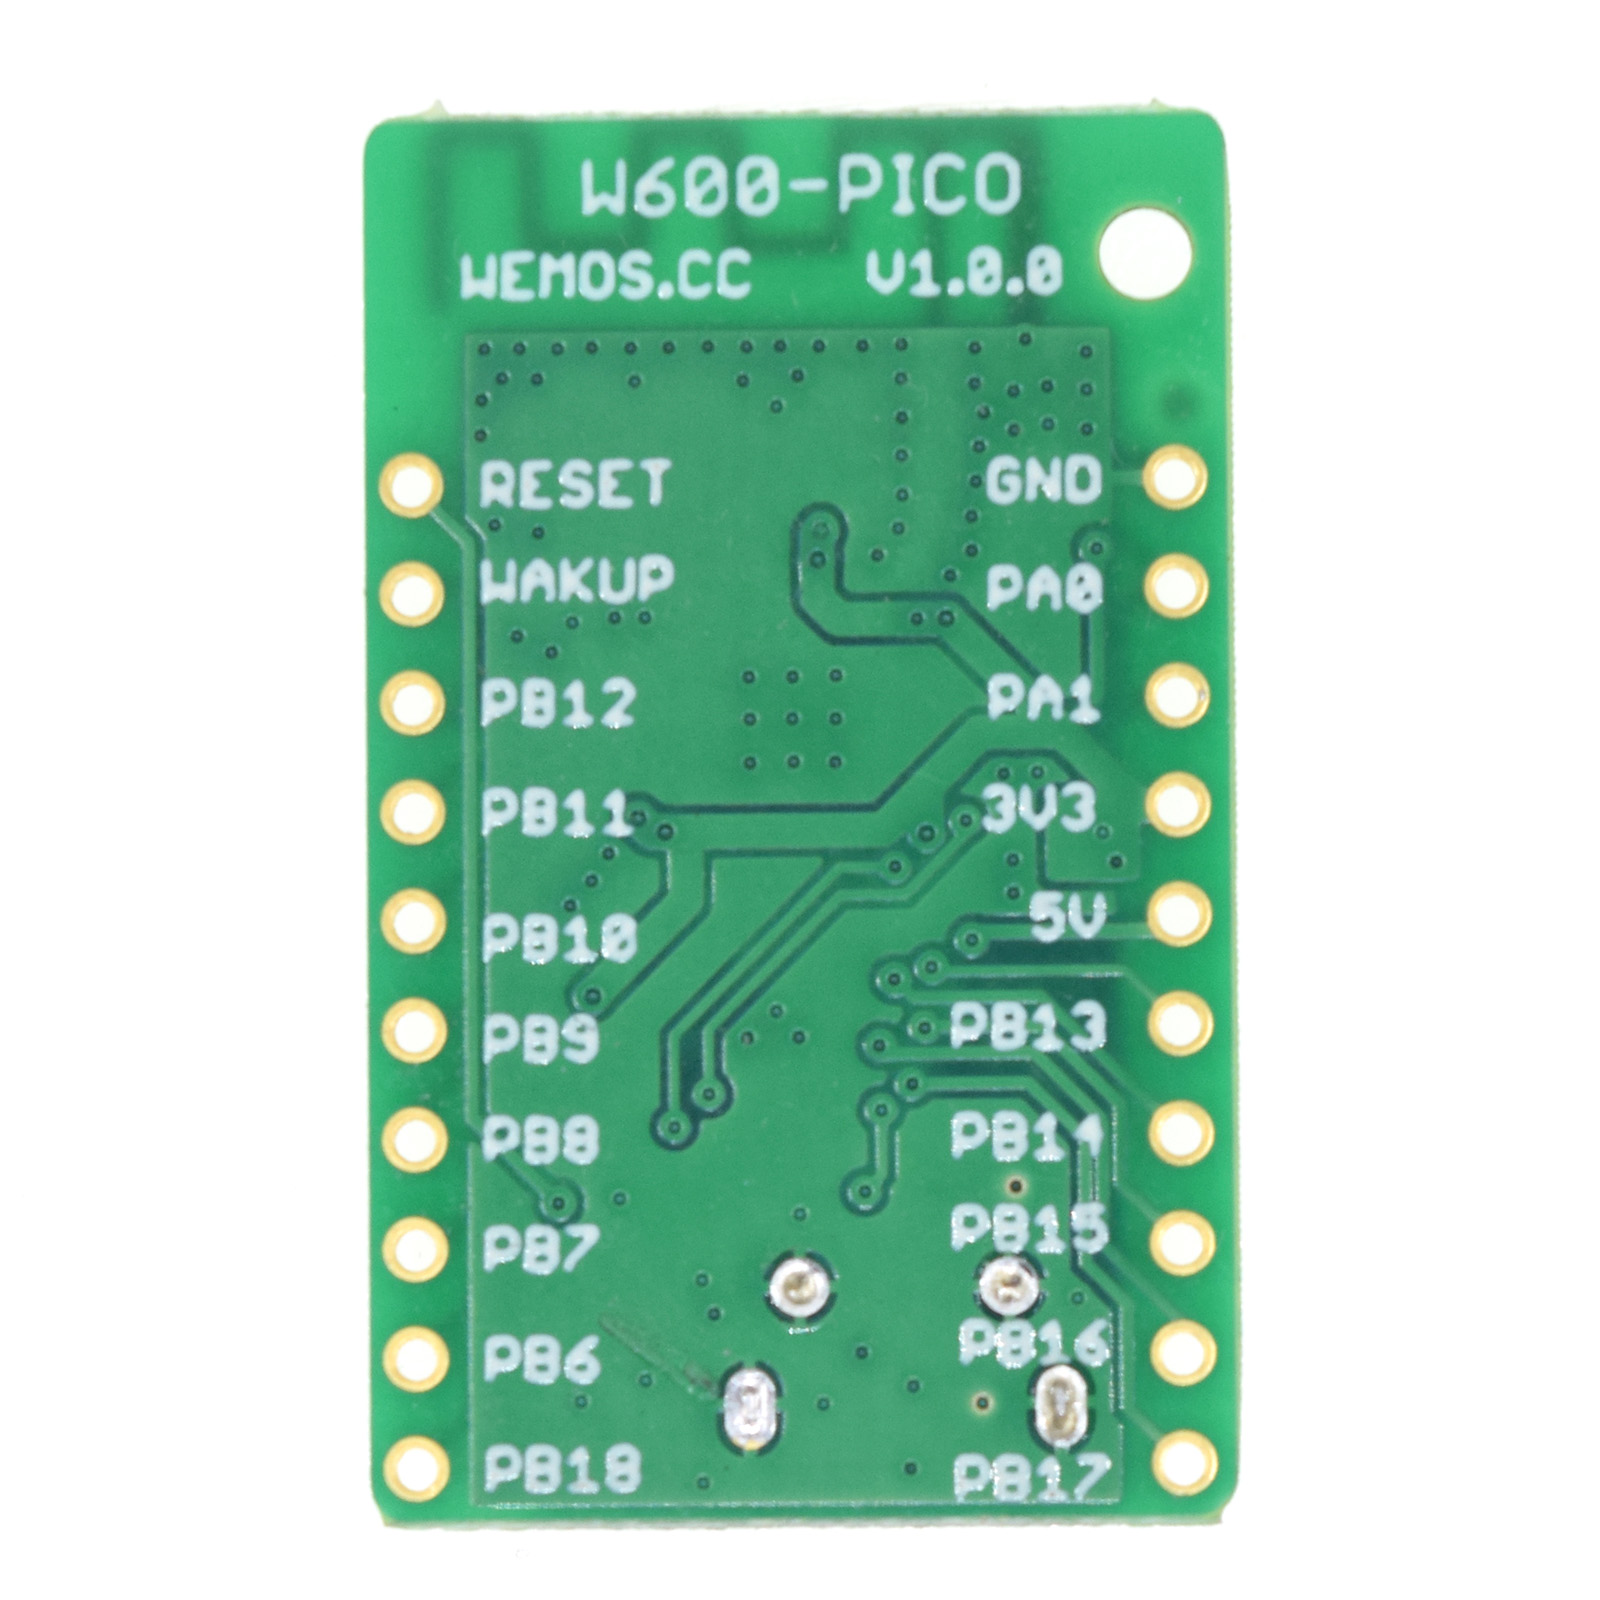 W600-PICO
WEMOS.CC V1.0.0
RESET GND
WAKUP PA0
PB12 PA1
PB11 3V3
PB10 5V
PB9 PB13
PB8 PB14
PB7 PB15
PB6 PB16
PB18 PB17